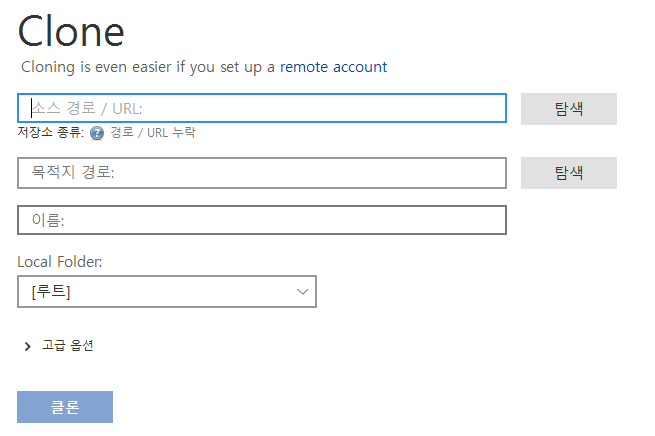 Clone
Cloning is even easier if you set up a remote account
소스 경로 / URL:
탐색
저장소 종류: ? 경로 / URL 누락
목적지 경로:
탐색
이름:
Local Folder:
[루트]
고급 옵션
클론